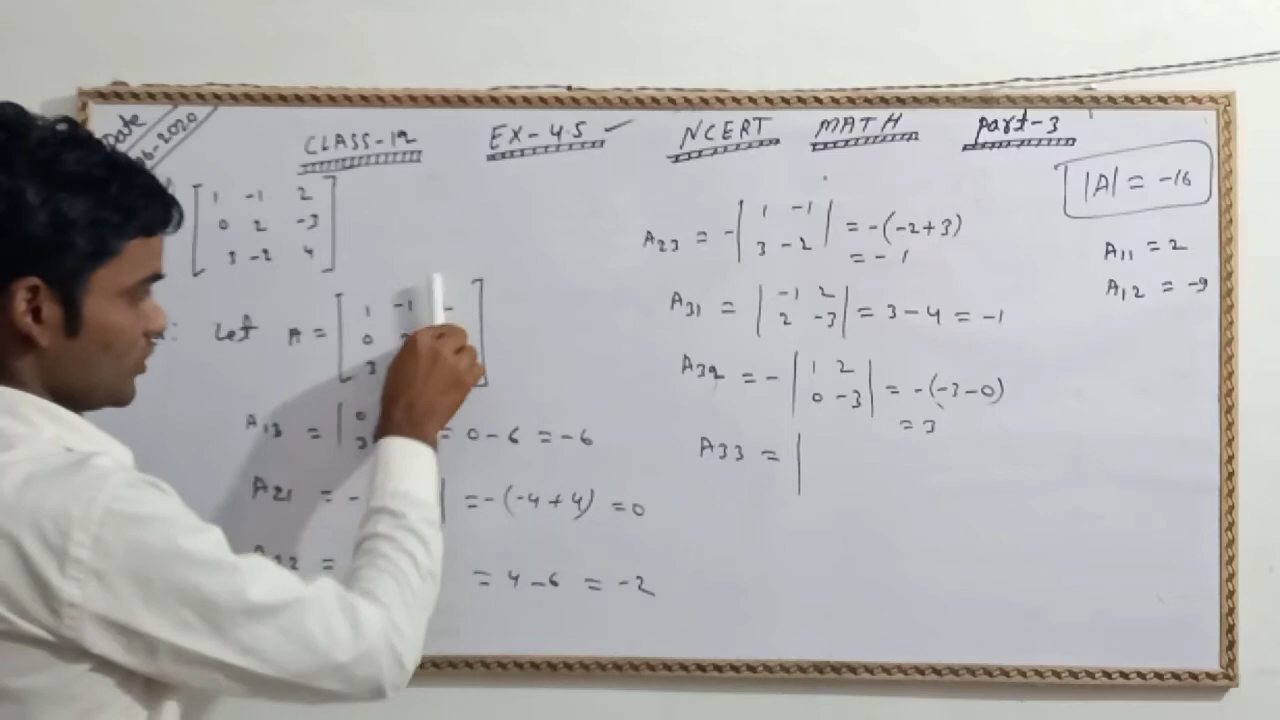 Date
06-2020
CLASS-12 EX-4.5 ✓ NCERT MATH Part-3
1 -1 2
0 2 -3
3 -2 4
: Let A = 1 -1
0
3
A13 = 0
3
= 0 - 6 = -6
A21 = - = -(-4+4) = 0
= = 4 - 6 = -2
A23 = - | 1 -1 | = -(-2+3)
3 -2
= -1
A31 = | -1 2 | = 3 - 4 = -1
2 -3
A32 = - | 1 2 | = -(-3-0)
0 -3
= 3
A33 = |
|A| = -16
A11 = 2
A12 = -9